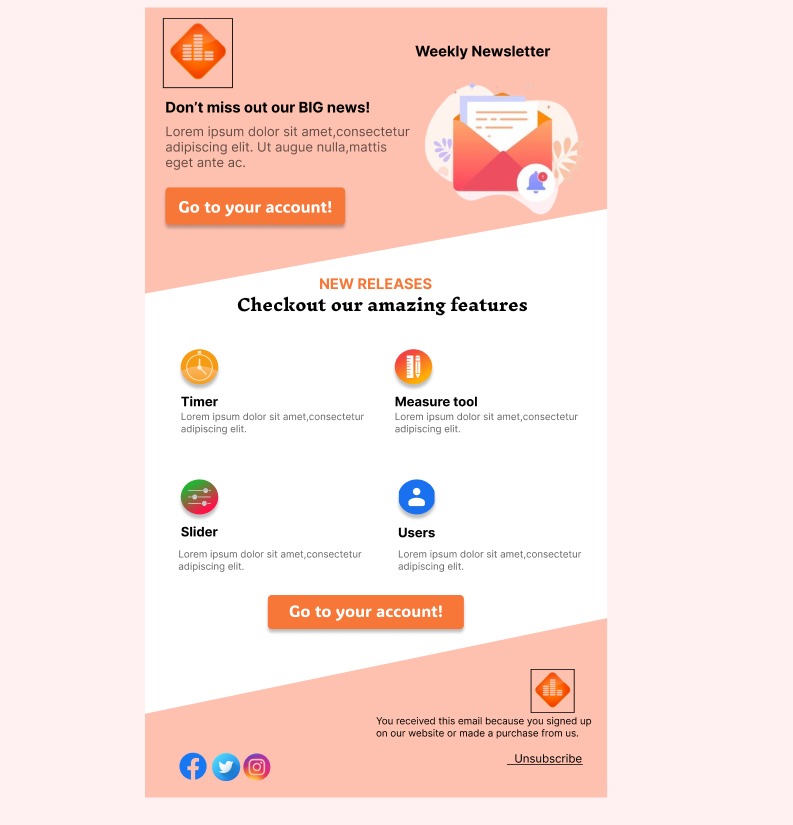 Weekly Newsletter
Don’t miss out our BIG news!
Lorem ipsum dolor sit amet,consectetur
adipiscing elit. Ut augue nulla,mattis
eget ante ac.
Go to your account!
NEW RELEASES
Checkout our amazing features
Timer
Lorem ipsum dolor sit amet,consectetur
adipiscing elit.
Measure tool
Lorem ipsum dolor sit amet,consectetur
adipiscing elit.
Slider
Lorem ipsum dolor sit amet,consectetur
adipiscing elit.
Users
Lorem ipsum dolor sit amet,consectetur
adipiscing elit.
Go to your account!
You received this email because you signed up
on our website or made a purchase from us.
Unsubscribe